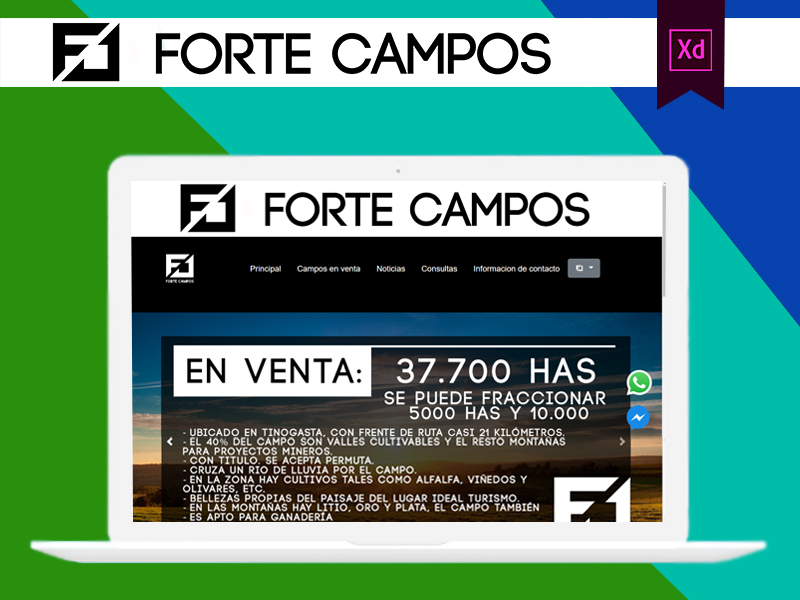 FORTE CAMPOS
Xd
FORTE CAMPOS
FORTE CAMPOS
Principal Campos en venta Noticias Consultas Informacion de contacto
EN VENTA:
37.700 HAS
SE PUEDE FRACCIONAR
5000 HAS Y 10.000
- UBICADO EN TINOGASTA, CON FRENTE DE RUTA CASI 21 KILÓMETROS.
- EL 40% DEL CAMPO SON VALLES CULTIVABLES Y EL RESTO MONTAÑAS
PARA PROYECTOS MINEROS.
- CON TITULO. SE ACEPTA PERMUTA.
- CRUZA UN RIO DE LLUVIA POR EL CAMPO.
- EN LA ZONA HAY CULTIVOS TALES COMO ALFALFA, VIÑEDOS Y
OLIVARES, ETC.
- BELLEZAS PROPIAS DEL PAISAJE DEL LUGAR IDEAL TURISMO.
- EN LAS MONTAÑAS HAY LITIO, ORO Y PLATA, EL CAMPO TAMBIÉN
- ES APTO PARA GANADERÍA